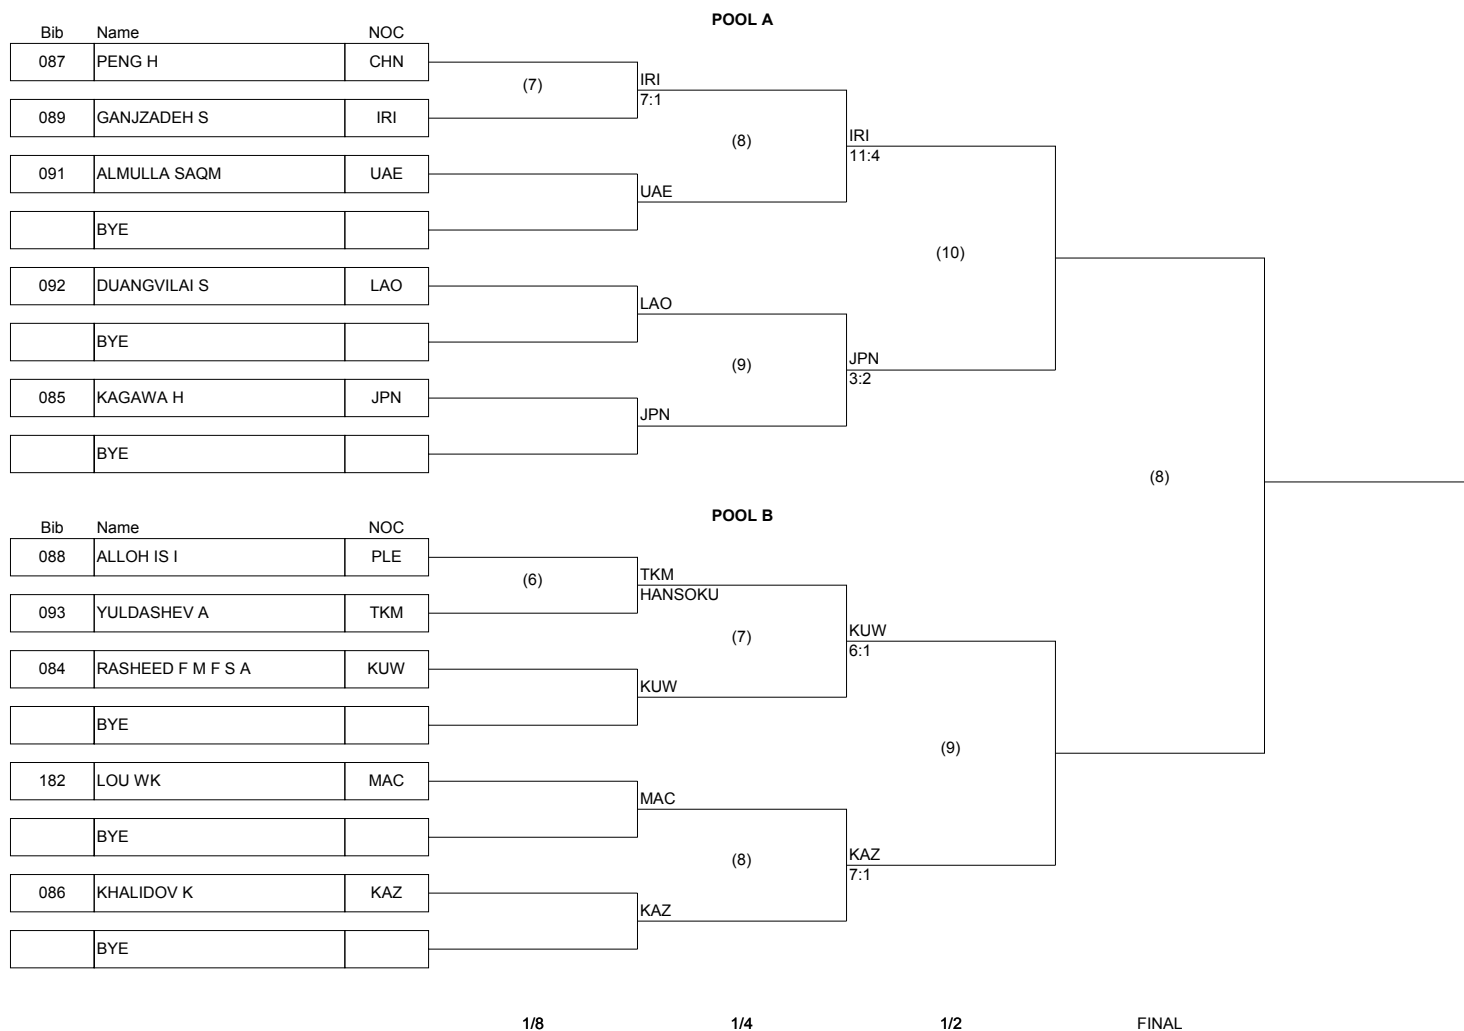 POOL A
Bib Name NOC
087 PENG H CHN
(7)
IRI
7:1
089 GANJZADEH S IRI
(8)
IRI
11:4
091 ALMULLA SAQM UAE
UAE
BYE
(10)
092 DUANGVILAI S LAO
LAO
BYE
(9)
JPN
3:2
085 KAGAWA H JPN
JPN
BYE
(8)
POOL B
Bib Name NOC
088 ALLOH IS I PLE
(6)
TKM
HANSOKU
093 YULDASHEV A TKM
(7)
KUW
6:1
084 RASHEED F M F S A KUW
KUW
BYE
(9)
182 LOU WK MAC
MAC
BYE
(8)
KAZ
7:1
086 KHALIDOV K KAZ
KAZ
BYE
1/8 1/4 1/2 FINAL